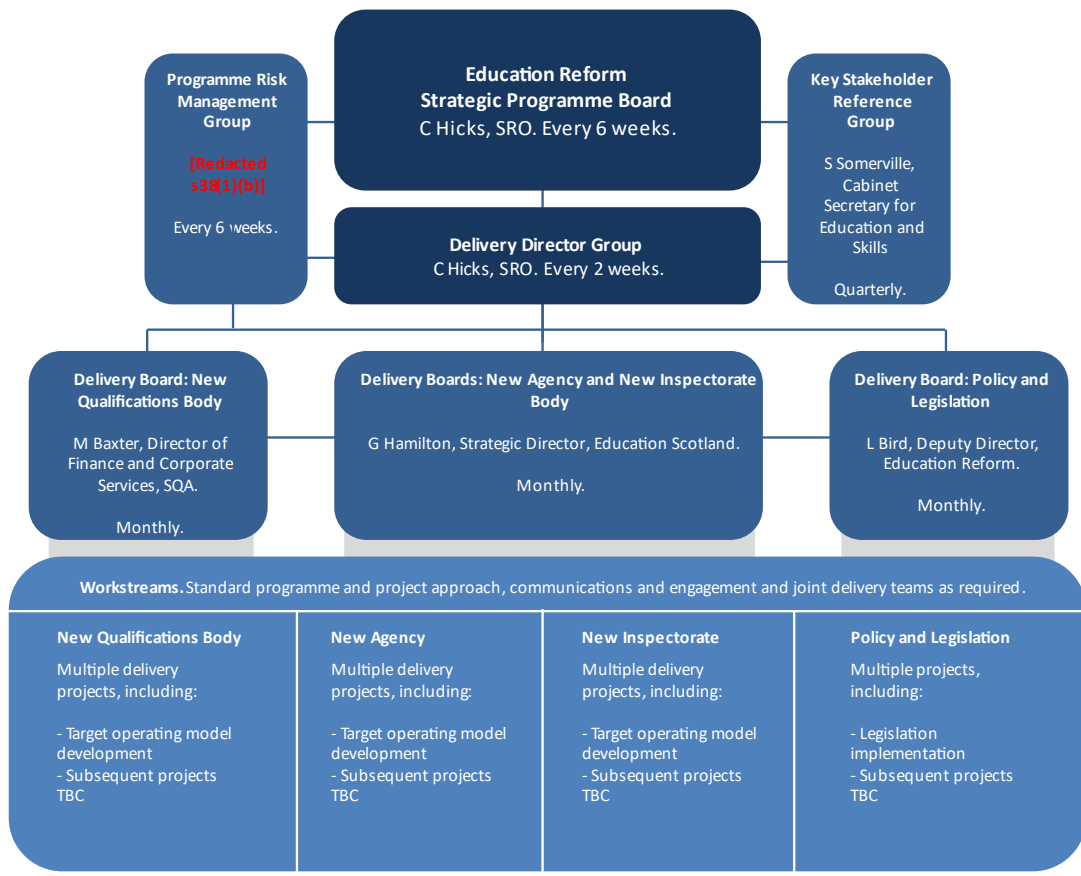 Education Reform
Strategic Programme Board
C Hicks, SRO. Every 6 weeks.
Programme Risk
Management
Group
[Redacted
s38(1)(b)]
Every 6 weeks.
Key Stakeholder
Reference
Group
S Somerville,
Cabinet
Secretary for
Education and
Skills
Quarterly.
Delivery Director Group
C Hicks, SRO. Every 2 weeks.
Delivery Board: New
Qualifications Body
M Baxter, Director of
Finance and Corporate
Services, SQA.
Monthly.
Delivery Boards: New Agency and New Inspectorate
Body
G Hamilton, Strategic Director, Education Scotland.
Monthly.
Delivery Board: Policy and
Legislation
L Bird, Deputy Director,
Education Reform.
Monthly.
Workstreams. Standard programme and project approach, communications and engagement and joint delivery teams as required.
New Qualifications Body
Multiple delivery
projects, including:
- Target operating model
development
- Subsequent projects
TBC
New Agency
Multiple delivery
projects, including:
- Target operating model
development
- Subsequent projects
TBC
New Inspectorate
Multiple delivery
projects, including:
- Target operating model
development
- Subsequent projects
TBC
Policy and Legislation
Multiple projects,
including:
- Legislation
implementation
- Subsequent projects
TBC